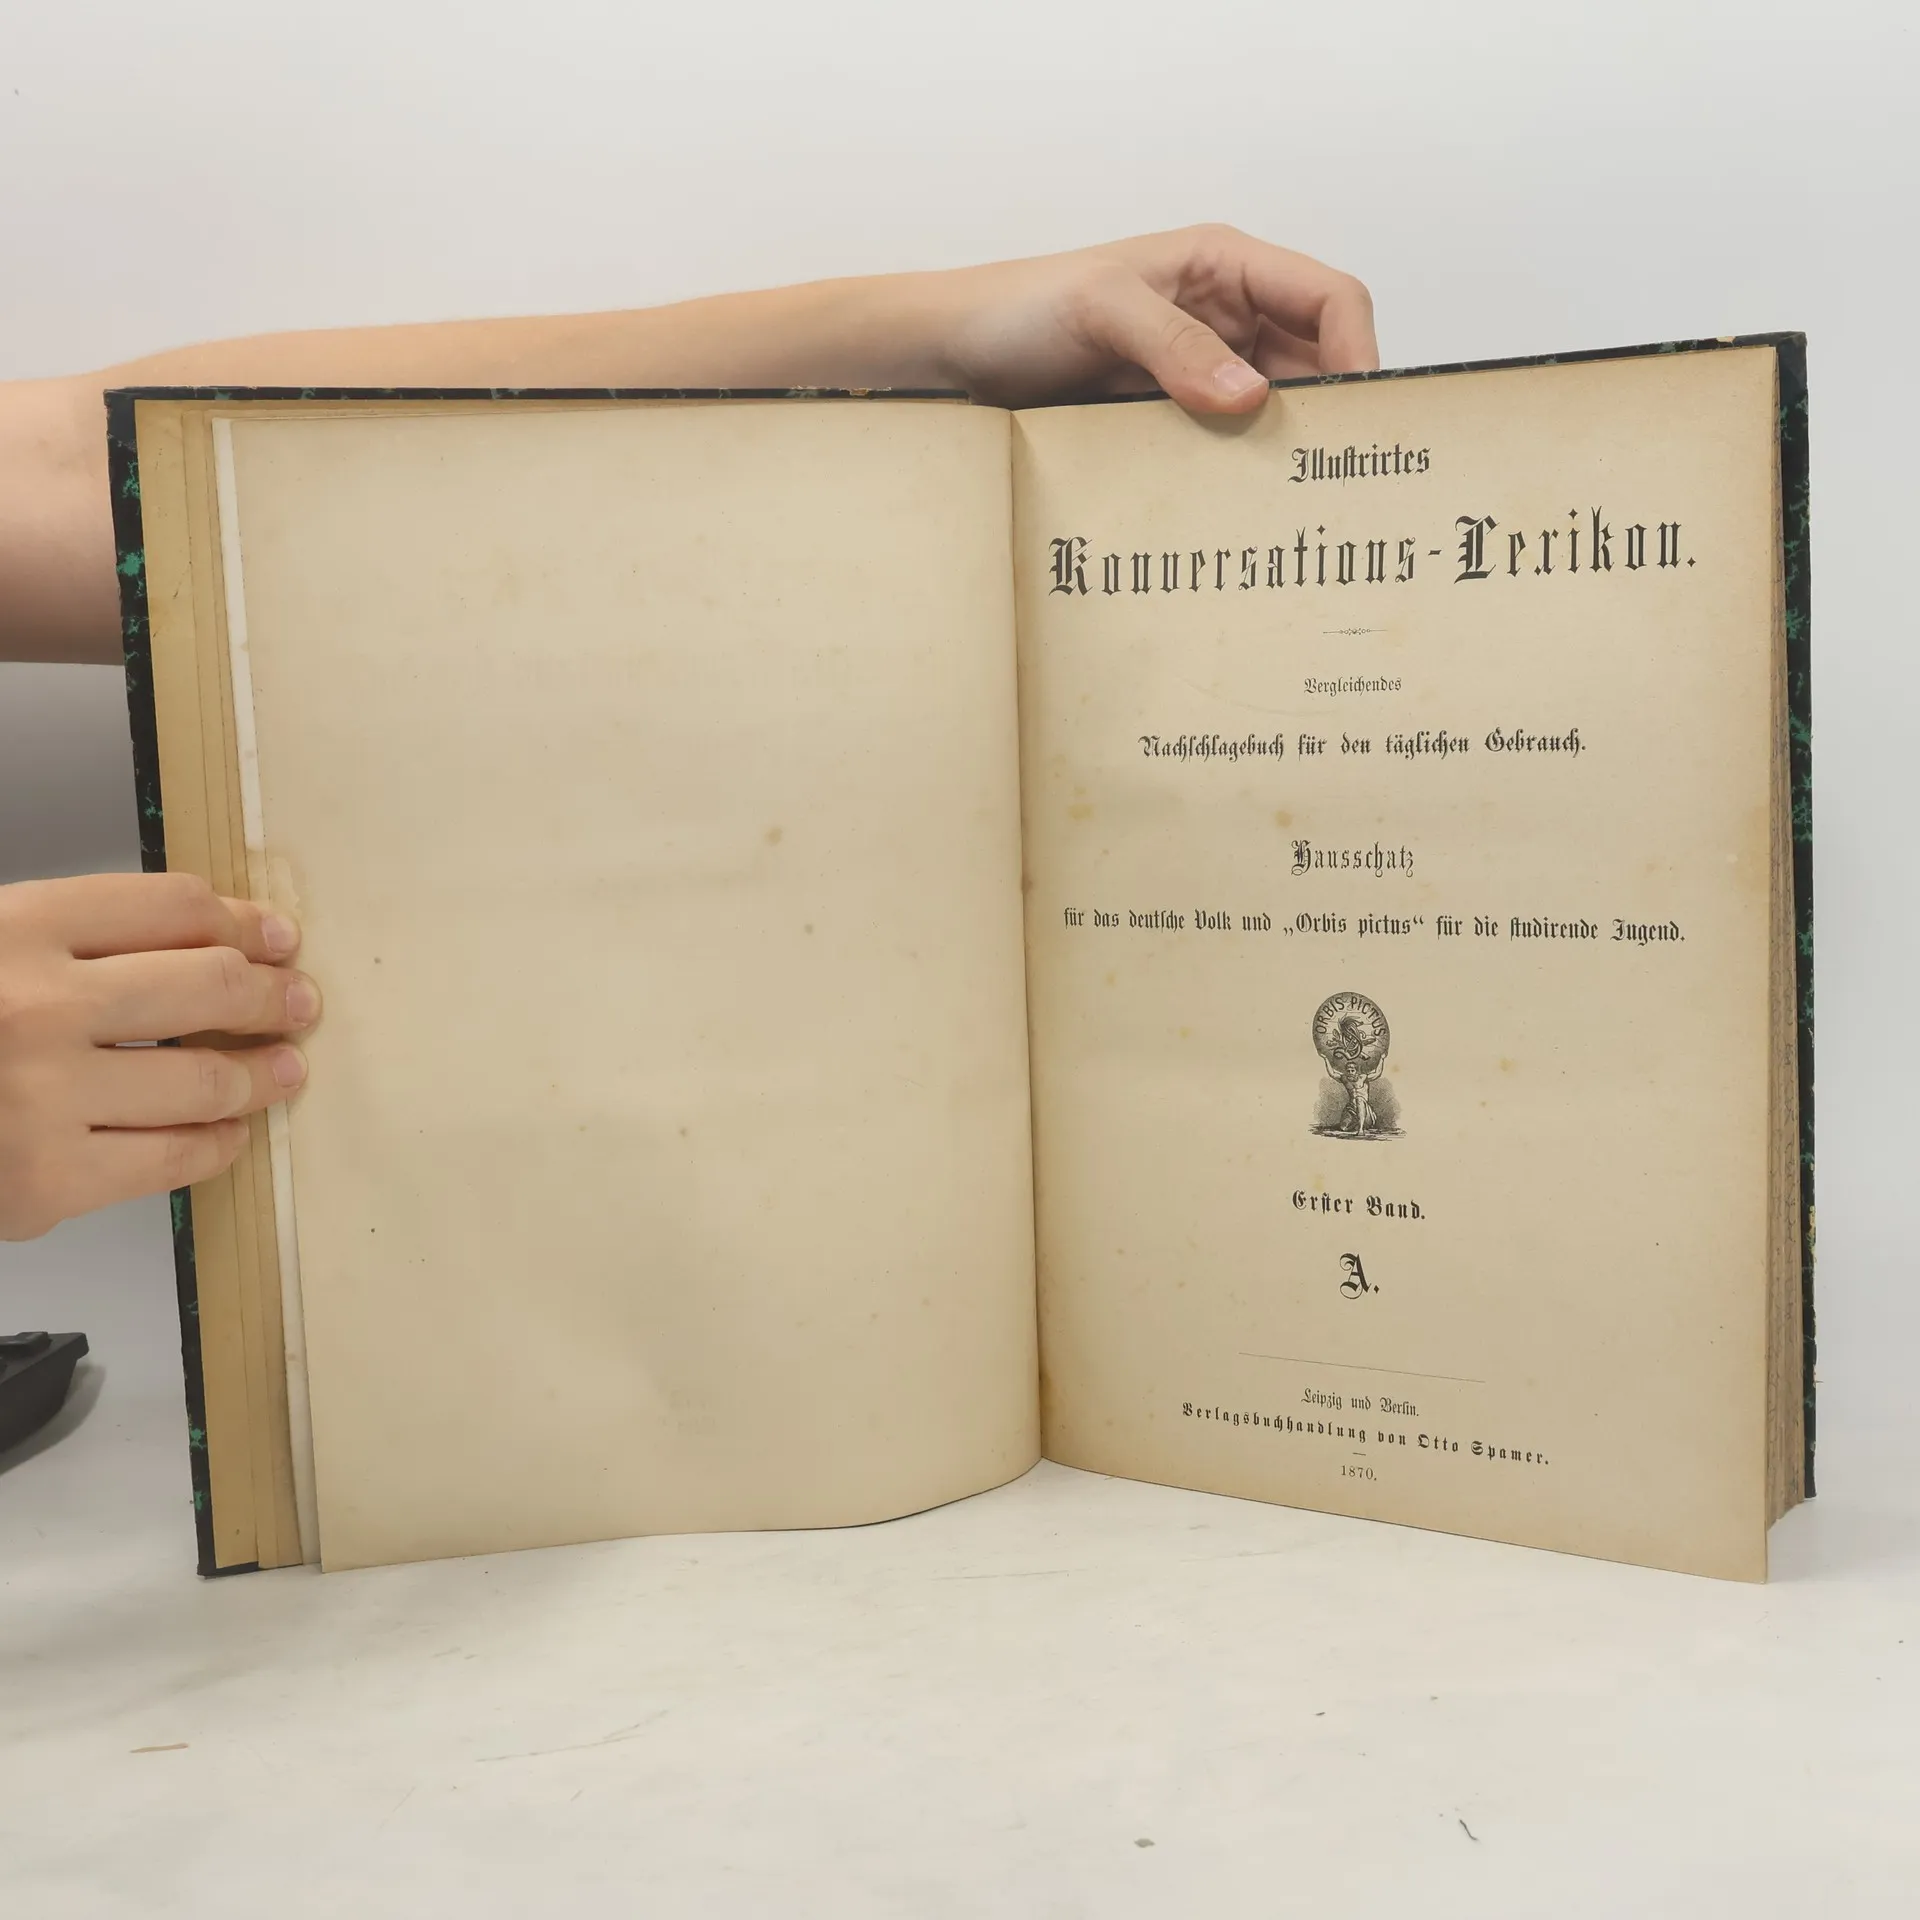 Illustrirtes
Konversations-Lexikon.
Vergleichendes
Nachschlagebuch für den täglichen Gebrauch.
Hausschatz
für das deutsche Volk und „Orbis pictus“ für die studirende Jugend.
ORBIS PICTUS
Erster Band.
A.
Leipzig und Berlin.
Verlagsbuchhandlung von Otto Spamer.
1870.